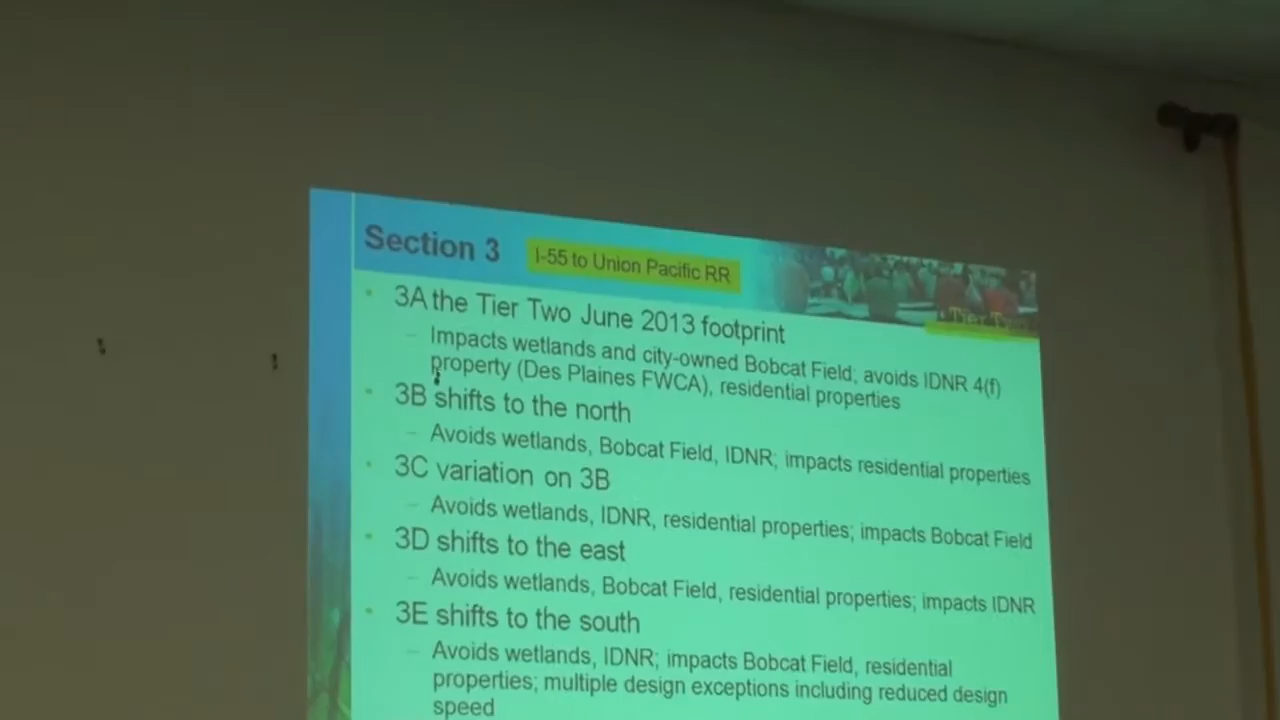 Section 3
I-55 to Union Pacific RR
Tier Two
3A the Tier Two June 2013 footprint
Impacts wetlands and city-owned Bobcat Field; avoids IDNR 4(f)
property (Des Plaines FWCA), residential properties
3B shifts to the north
Avoids wetlands, Bobcat Field, IDNR; impacts residential properties
3C variation on 3B
Avoids wetlands, IDNR, residential properties; impacts Bobcat Field
3D shifts to the east
Avoids wetlands, Bobcat Field, residential properties; impacts IDNR
3E shifts to the south
Avoids wetlands, IDNR; impacts Bobcat Field, residential
properties; multiple design exceptions including reduced design
speed